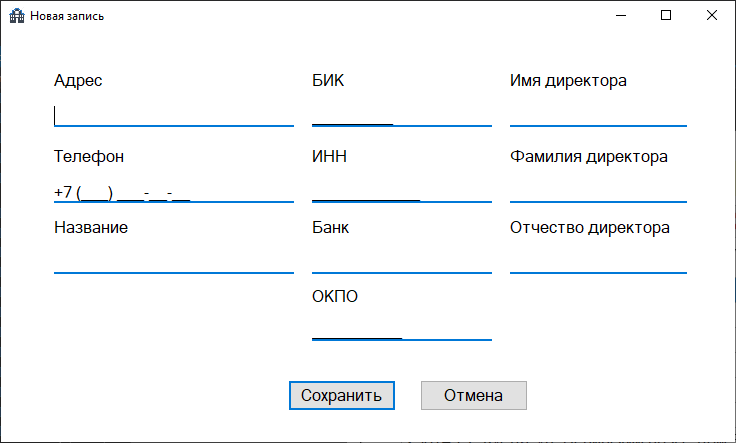 Новая запись
Адрес БИК Имя директора
Телефон ИНН Фамилия директора
+7 (___) ___-__-__
Название Банк Отчество директора
ОКПО
Сохранить Отмена